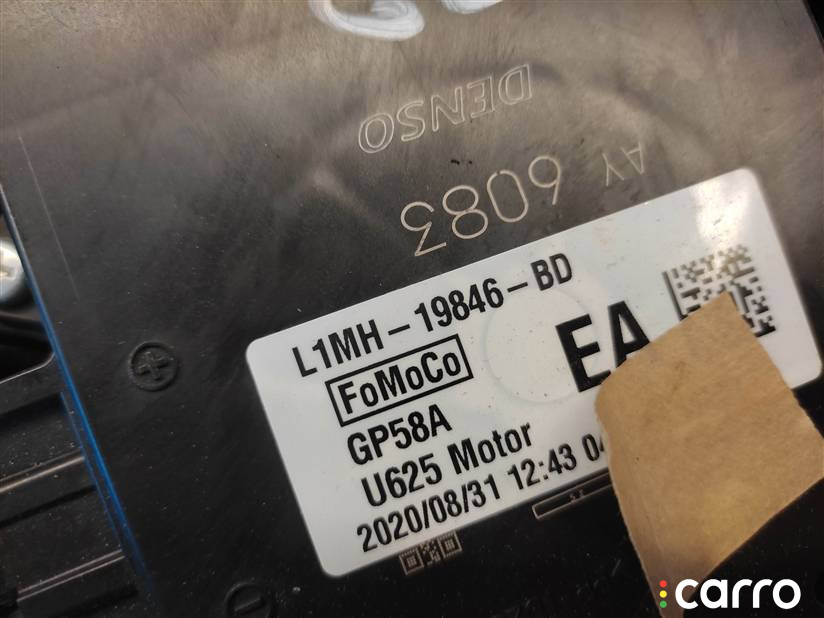 DENSO
AY 6083
L1MH-19846-BD
FoMoCo
EA
GP58A
U625 Motor
2020/08/31 12:43
carro